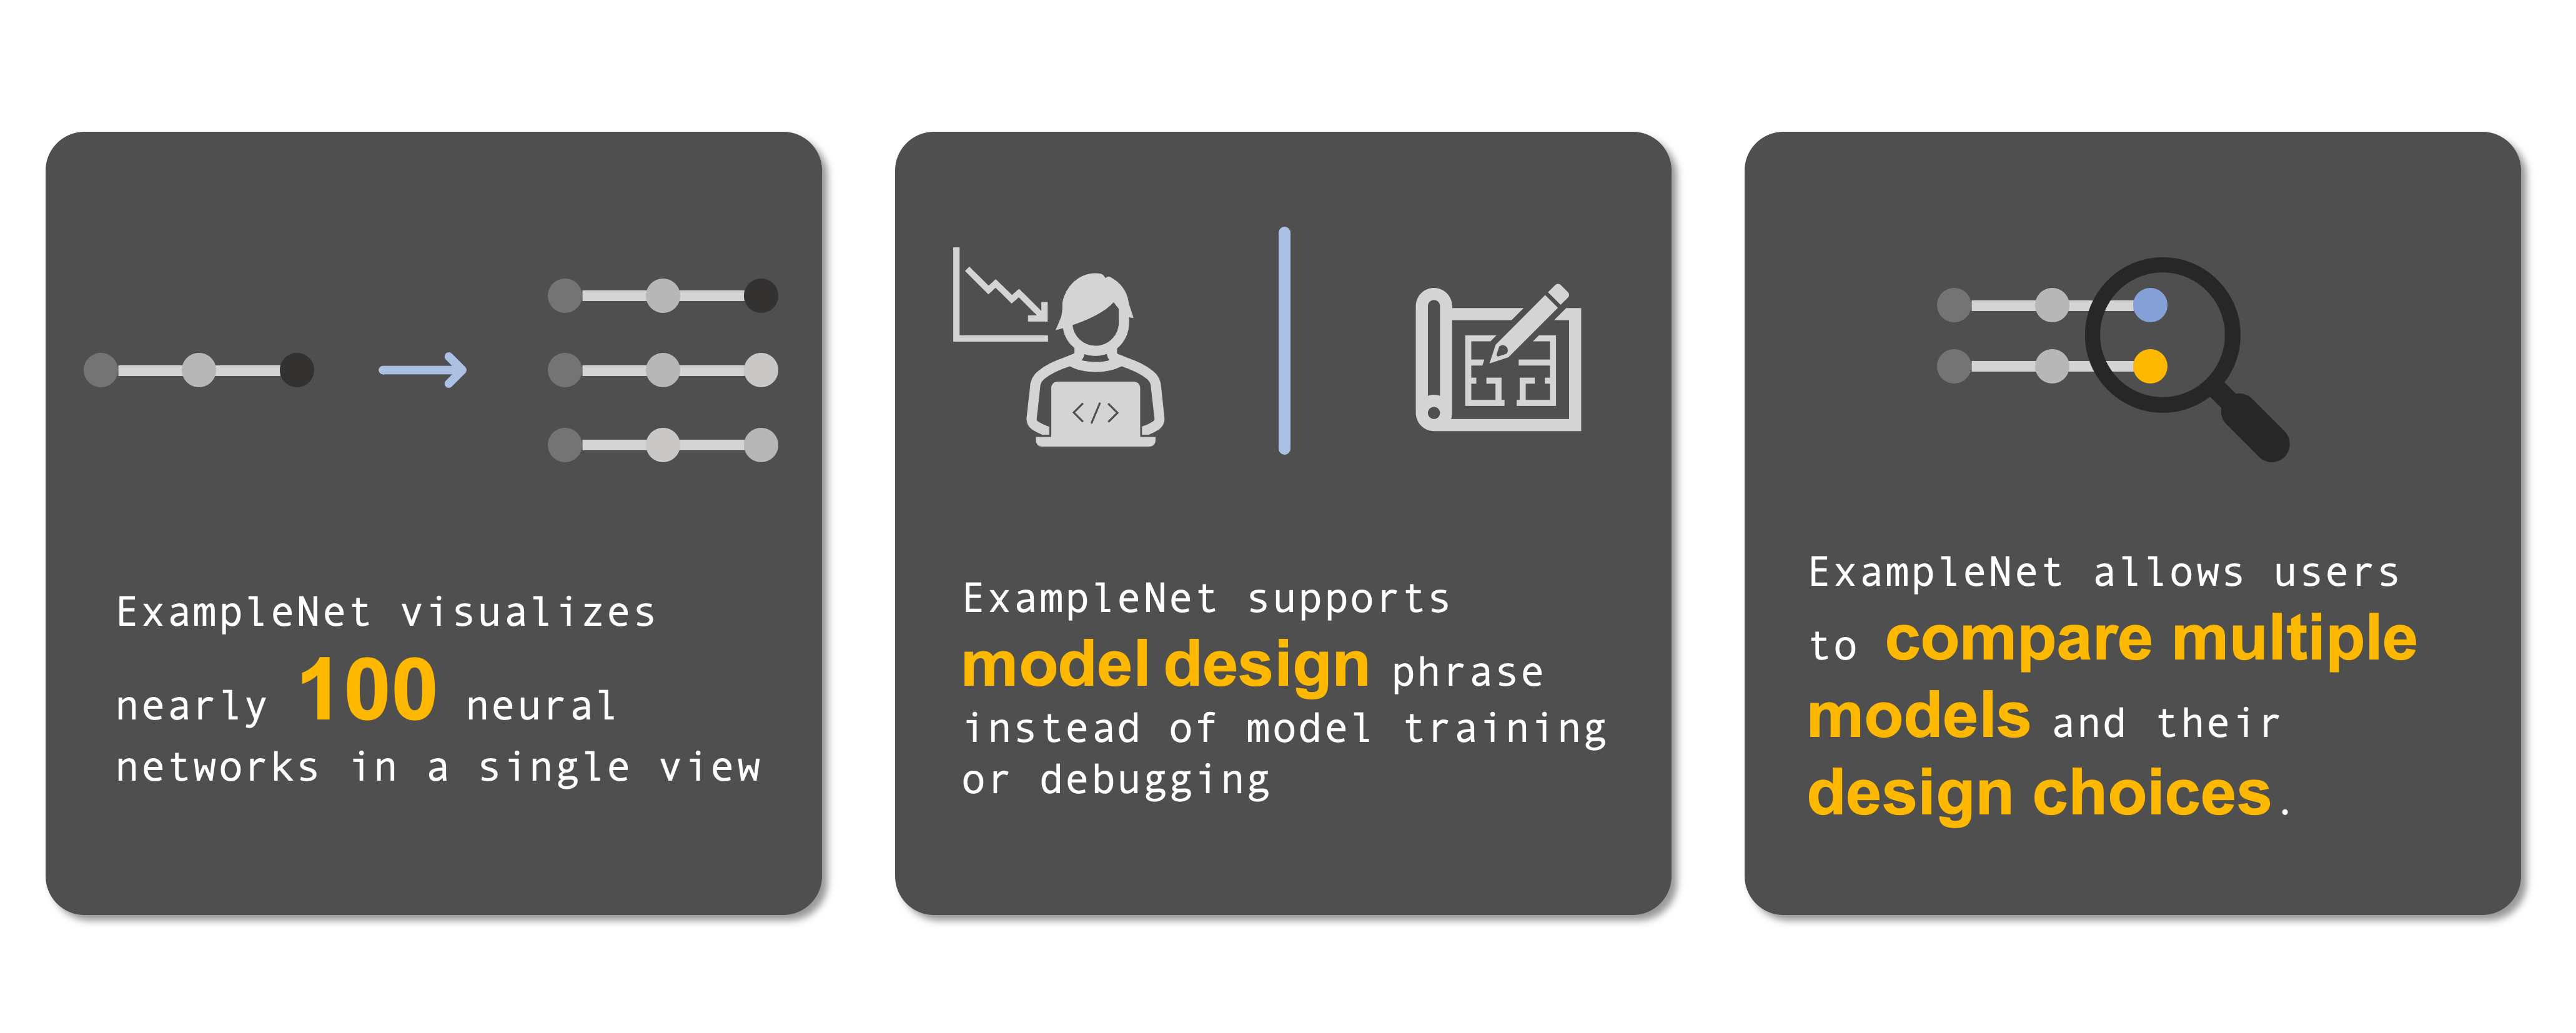 ExampleNet visualizes
nearly 100 neural
networks in a single view
</>
ExampleNet supports
model design phrase
instead of model training
or debugging
ExampleNet allows users
to compare multiple
models and their
design choices.